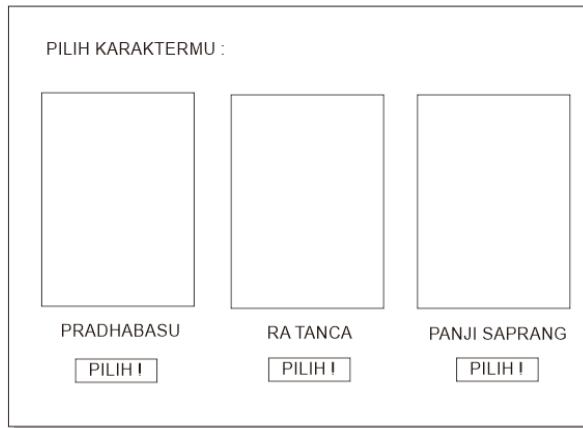 PILIH KARAKTERMU :
PRADHABASU
RA TANCA
PANJI SAPRANG
PILIH !
PILIH !
PILIH !